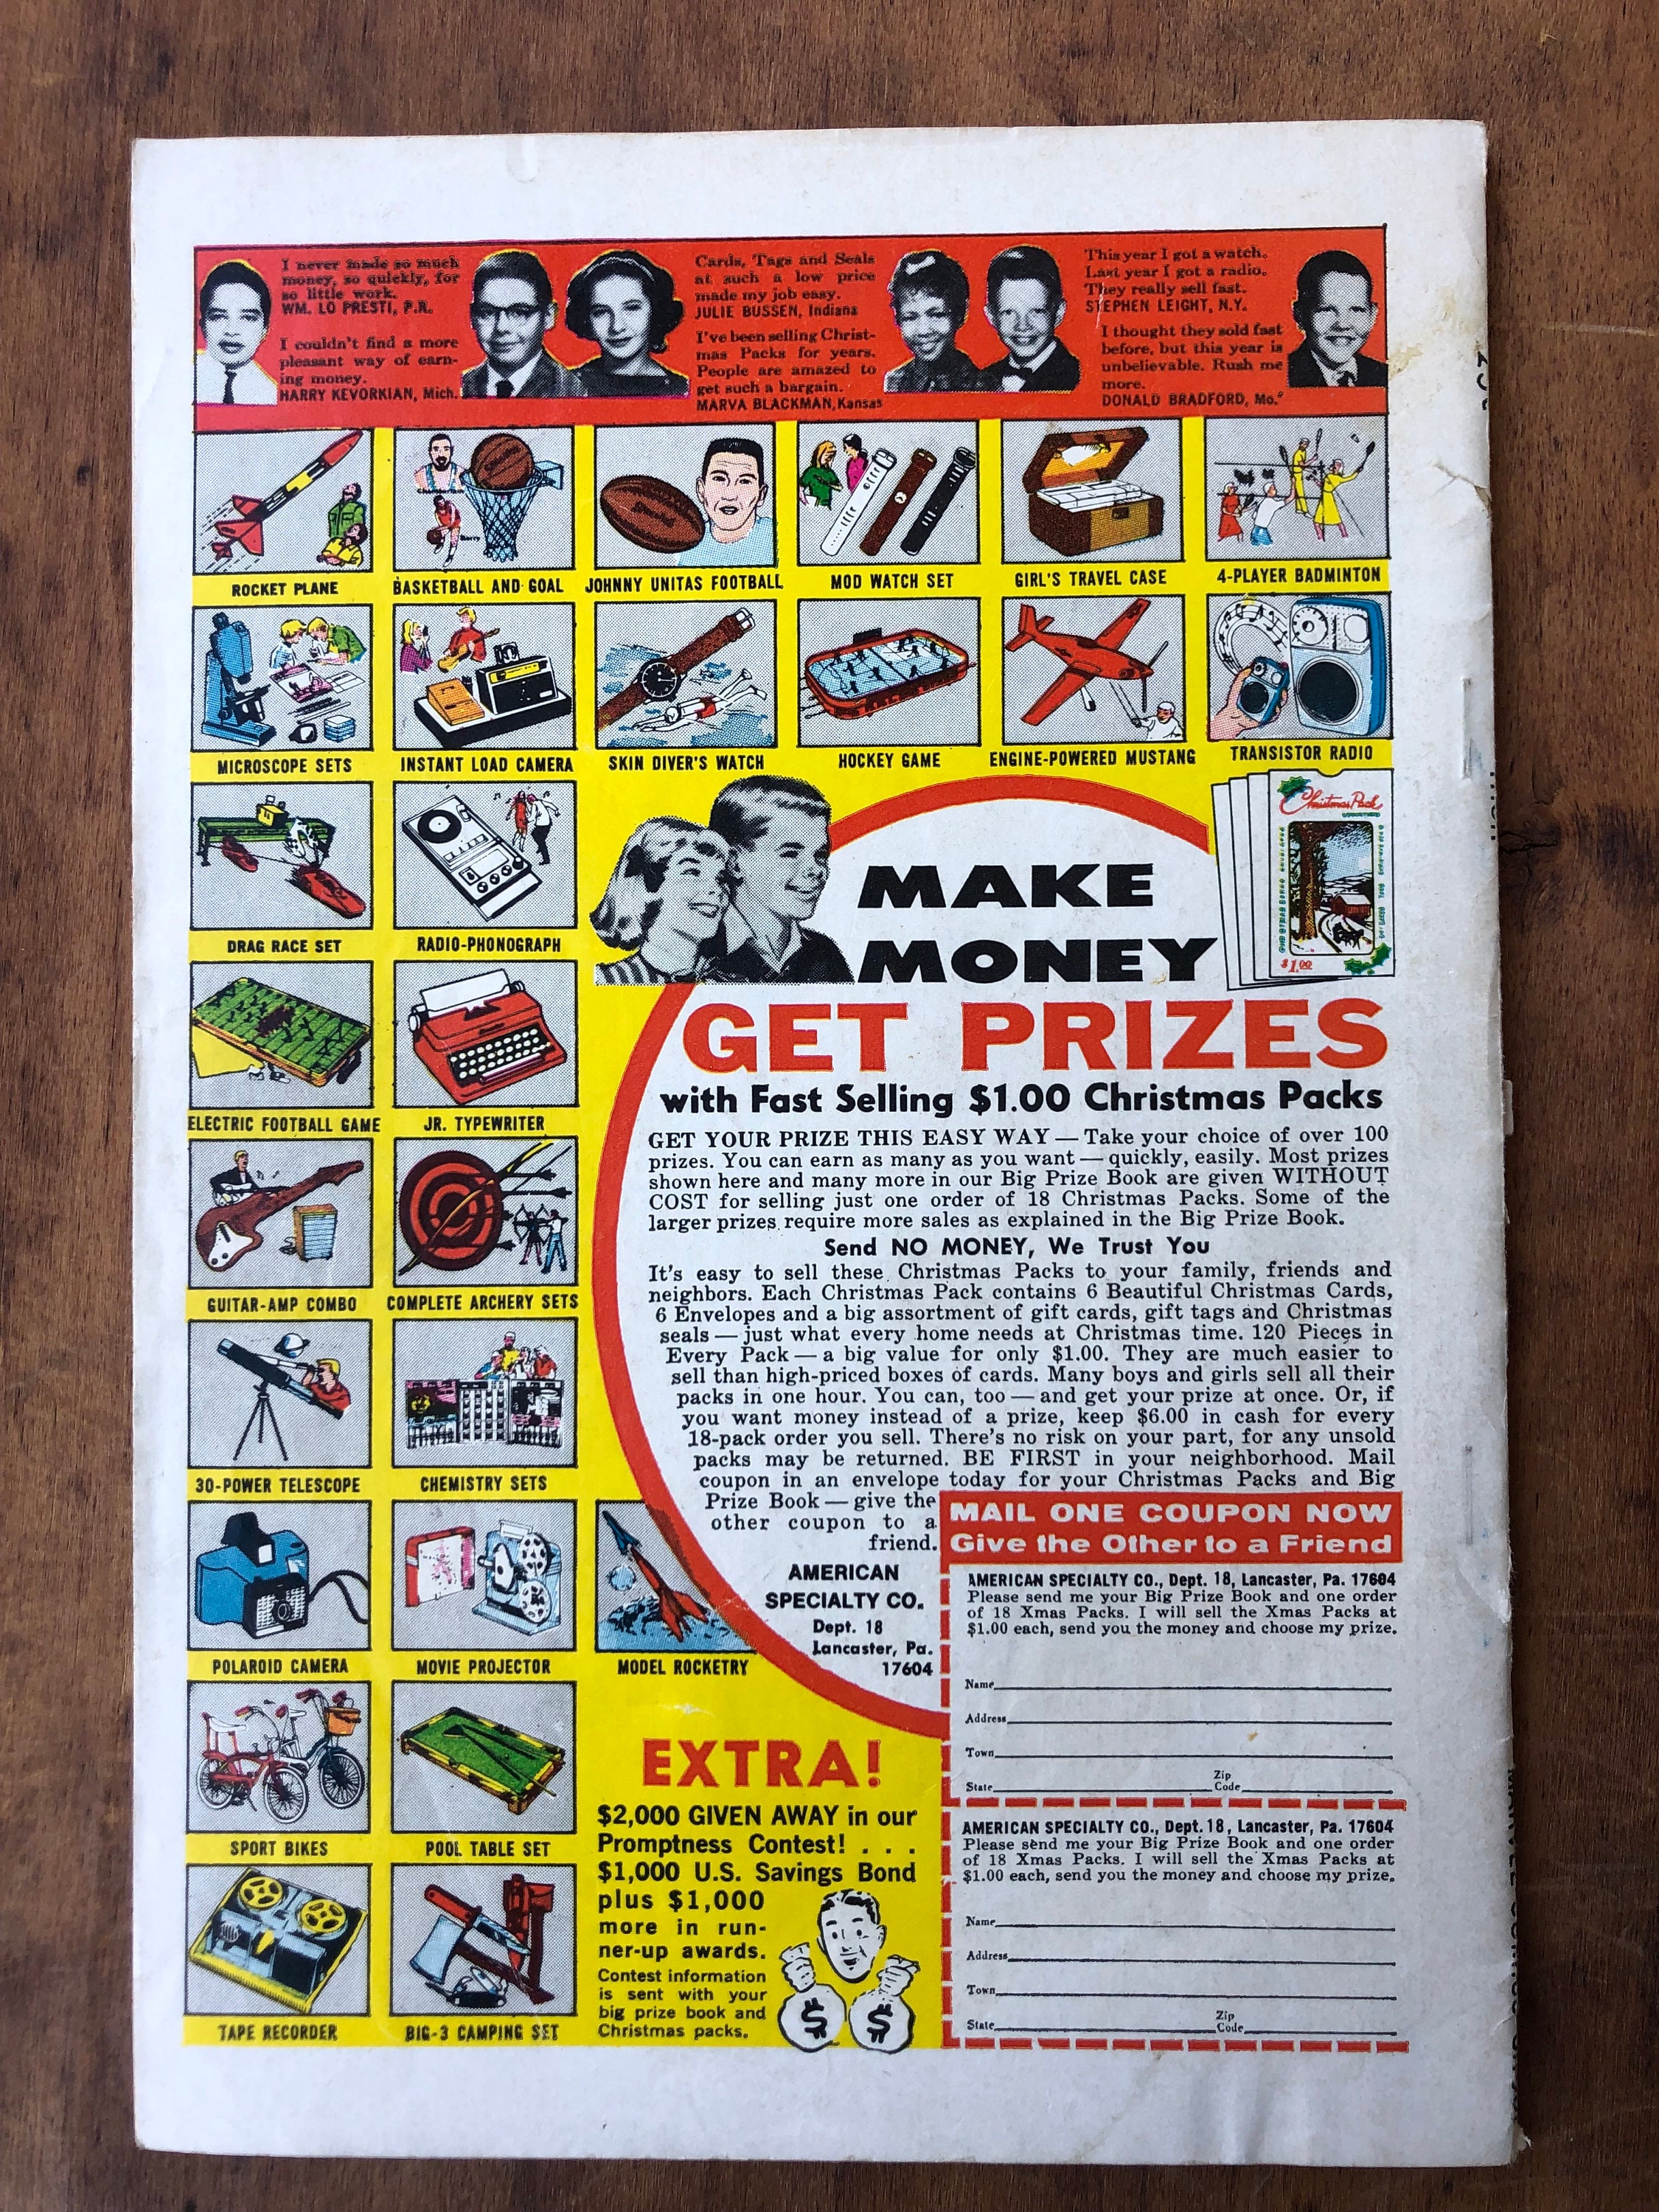 I never made so much
money, so quickly, for
so little work.
WM. LO PRESTI, P.R.
I couldn't find a more
pleasant way of earn-
ing money.
HARRY KEVORKIAN, Mich.
Cards, Tags and Seals
at such a low price
made my job easy.
JULIE BUSSEN, Indiana
I've been selling Christ-
mas Packs for years.
People are amazed to
get such a bargain.
MARVA BLACKMAN, Kansas
This year I got a watch.
Last year I got a radio.
They really sell fast.
STEPHEN LEIGHT, N.Y.
I thought they sold fast
before, but this year is
unbelievable. Rush me
more.
DONALD BRADFORD, Mo.
ROCKET PLANE
BASKETBALL AND GOAL
JOHNNY UNITAS FOOTBALL
MOD WATCH SET
GIRL'S TRAVEL CASE
4-PLAYER BADMINTON
MICROSCOPE SETS
INSTANT LOAD CAMERA
SKIN DIVER'S WATCH
HOCKEY GAME
ENGINE-POWERED MUSTANG
TRANSISTOR RADIO
DRAG RACE SET
RADIO-PHONOGRAPH
ELECTRIC FOOTBALL GAME
JR. TYPEWRITER
GUITAR-AMP COMBO
COMPLETE ARCHERY SETS
30-POWER TELESCOPE
CHEMISTRY SETS
POLAROID CAMERA
MOVIE PROJECTOR
MODEL ROCKETRY
SPORT BIKES
POOL TABLE SET
TAPE RECORDER
BIG-3 CAMPING SET
Christmas Pack
$1.00
MAKE
MONEY
GET PRIZES
with Fast Selling $1.00 Christmas Packs
GET YOUR PRIZE THIS EASY WAY — Take your choice of over 100
prizes. You can earn as many as you want — quickly, easily. Most prizes
shown here and many more in our Big Prize Book are given WITHOUT
COST for selling just one order of 18 Christmas Packs. Some of the
larger prizes require more sales as explained in the Big Prize Book.
Send NO MONEY, We Trust You
It's easy to sell these Christmas Packs to your family, friends and
neighbors. Each Christmas Pack contains 6 Beautiful Christmas Cards,
6 Envelopes and a big assortment of gift cards, gift tags and Christmas
seals — just what every home needs at Christmas time. 120 Pieces in
Every Pack — a big value for only $1.00. They are much easier to
sell than high-priced boxes of cards. Many boys and girls sell all their
packs in one hour. You can, too — and get your prize at once. Or, if
you want money instead of a prize, keep $6.00 in cash for every
18-pack order you sell. There's no risk on your part, for any unsold
packs may be returned. BE FIRST in your neighborhood. Mail
coupon in an envelope today for your Christmas Packs and Big
Prize Book — give the
other coupon to a
friend.
AMERICAN
SPECIALTY CO.
Dept. 18
Lancaster, Pa.
17604
MAIL ONE COUPON NOW
Give the Other to a Friend
AMERICAN SPECIALTY CO., Dept. 18, Lancaster, Pa. 17604
Please send me your Big Prize Book and one order
of 18 Xmas Packs. I will sell the Xmas Packs at
$1.00 each, send you the money and choose my prize.
Name
Address
Town
State Zip Code
AMERICAN SPECIALTY CO., Dept. 18, Lancaster, Pa. 17604
Please send me your Big Prize Book and one order
of 18 Xmas Packs. I will sell the Xmas Packs at
$1.00 each, send you the money and choose my prize.
Name
Address
Town
State Zip Code
EXTRA!
$2,000 GIVEN AWAY in our
Promptness Contest! . . .
$1,000 U.S. Savings Bond
plus $1,000
more in run-
ner-up awards.
Contest information
is sent with your
big prize book and
Christmas packs.
$ $